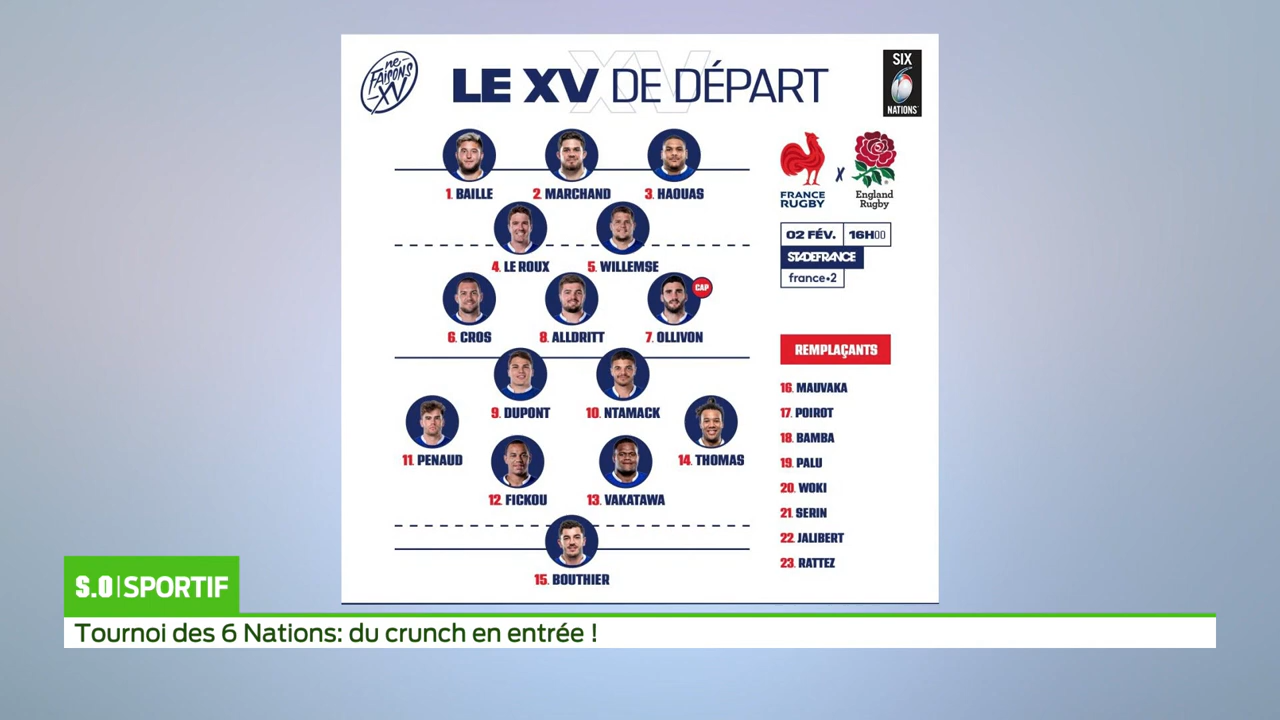 ne
FAISONS
XV
LE XV DE DÉPART
SIX
NATIONS
1. BAILLE
2. MARCHAND
3. HAOUAS
FRANCE
RUGBY
X
England
Rugby
4. LE ROUX
5. WILLEMSE
02 FÉV.
16H00
STADEFRANCE
france•2
CAP
6. CROS
8. ALLDRITT
7. OLLIVON
REMPLAÇANTS
9. DUPONT
10. NTAMACK
11. PENAUD
14. THOMAS
12. FICKOU
13. VAKATAWA
15. BOUTHIER
16. MAUVAKA
17. POIROT
18. BAMBA
19. PALU
20. WOKI
21. SERIN
22. JALIBERT
23. RATTEZ
S.O | SPORTIF
Tournoi des 6 Nations: du crunch en entrée !